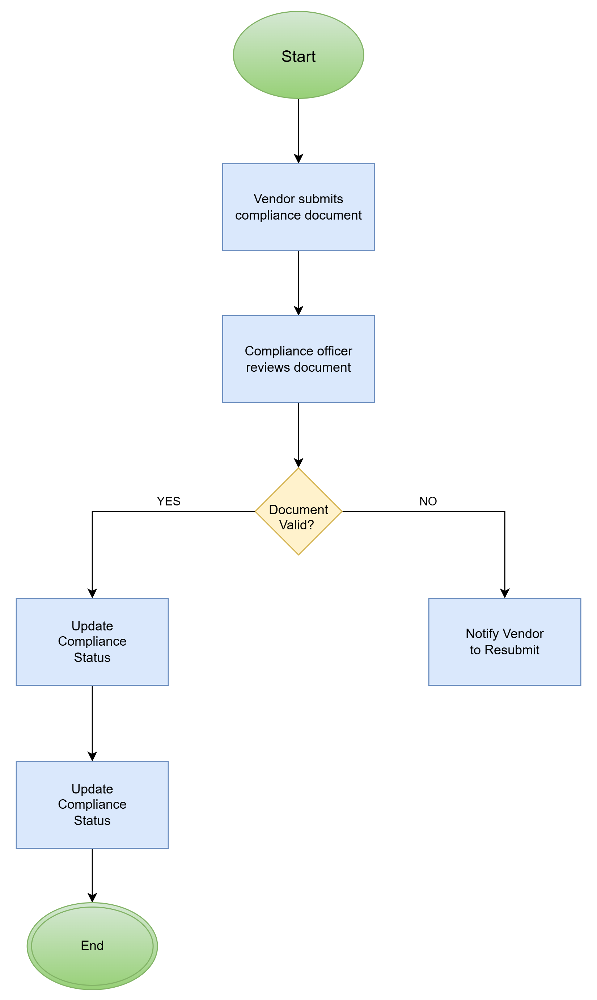 Start
Vendor submits
compliance document
Compliance officer
reviews document
YES
NO
Document
Valid?
Update
Compliance
Status
Notify Vendor
to Resubmit
Update
Compliance
Status
End